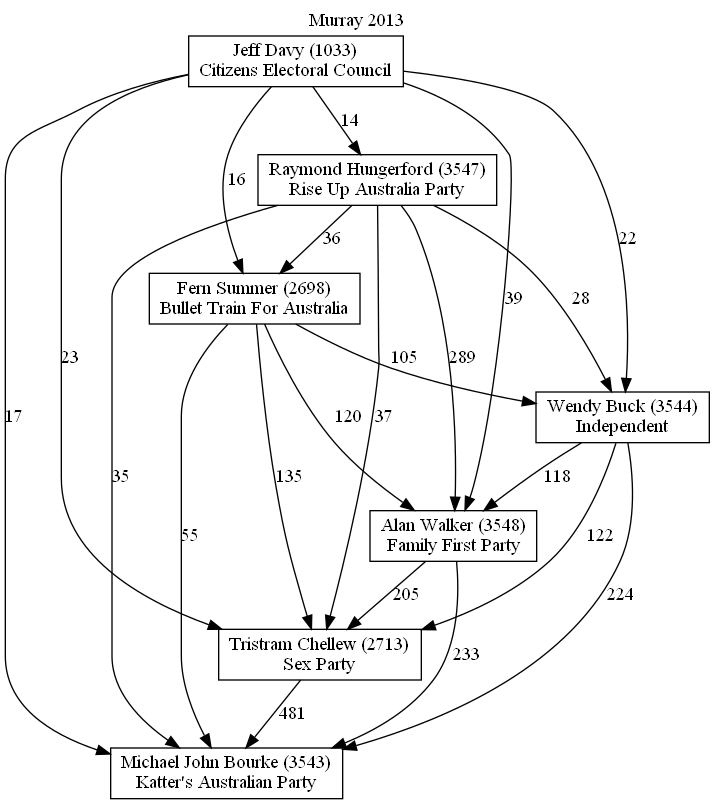 Murray 2013
Jeff Davy (1033)
Citizens Electoral Council
14
Raymond Hungerford (3547)
Rise Up Australia Party
16
36
22
Fern Summer (2698)
Bullet Train For Australia
39
28
23
105
289
17
Wendy Buck (3544)
Independent
120
37
35
135
118
55
Alan Walker (3548)
Family First Party
122
205
224
Tristram Chellew (2713)
Sex Party
233
481
Michael John Bourke (3543)
Katter's Australian Party